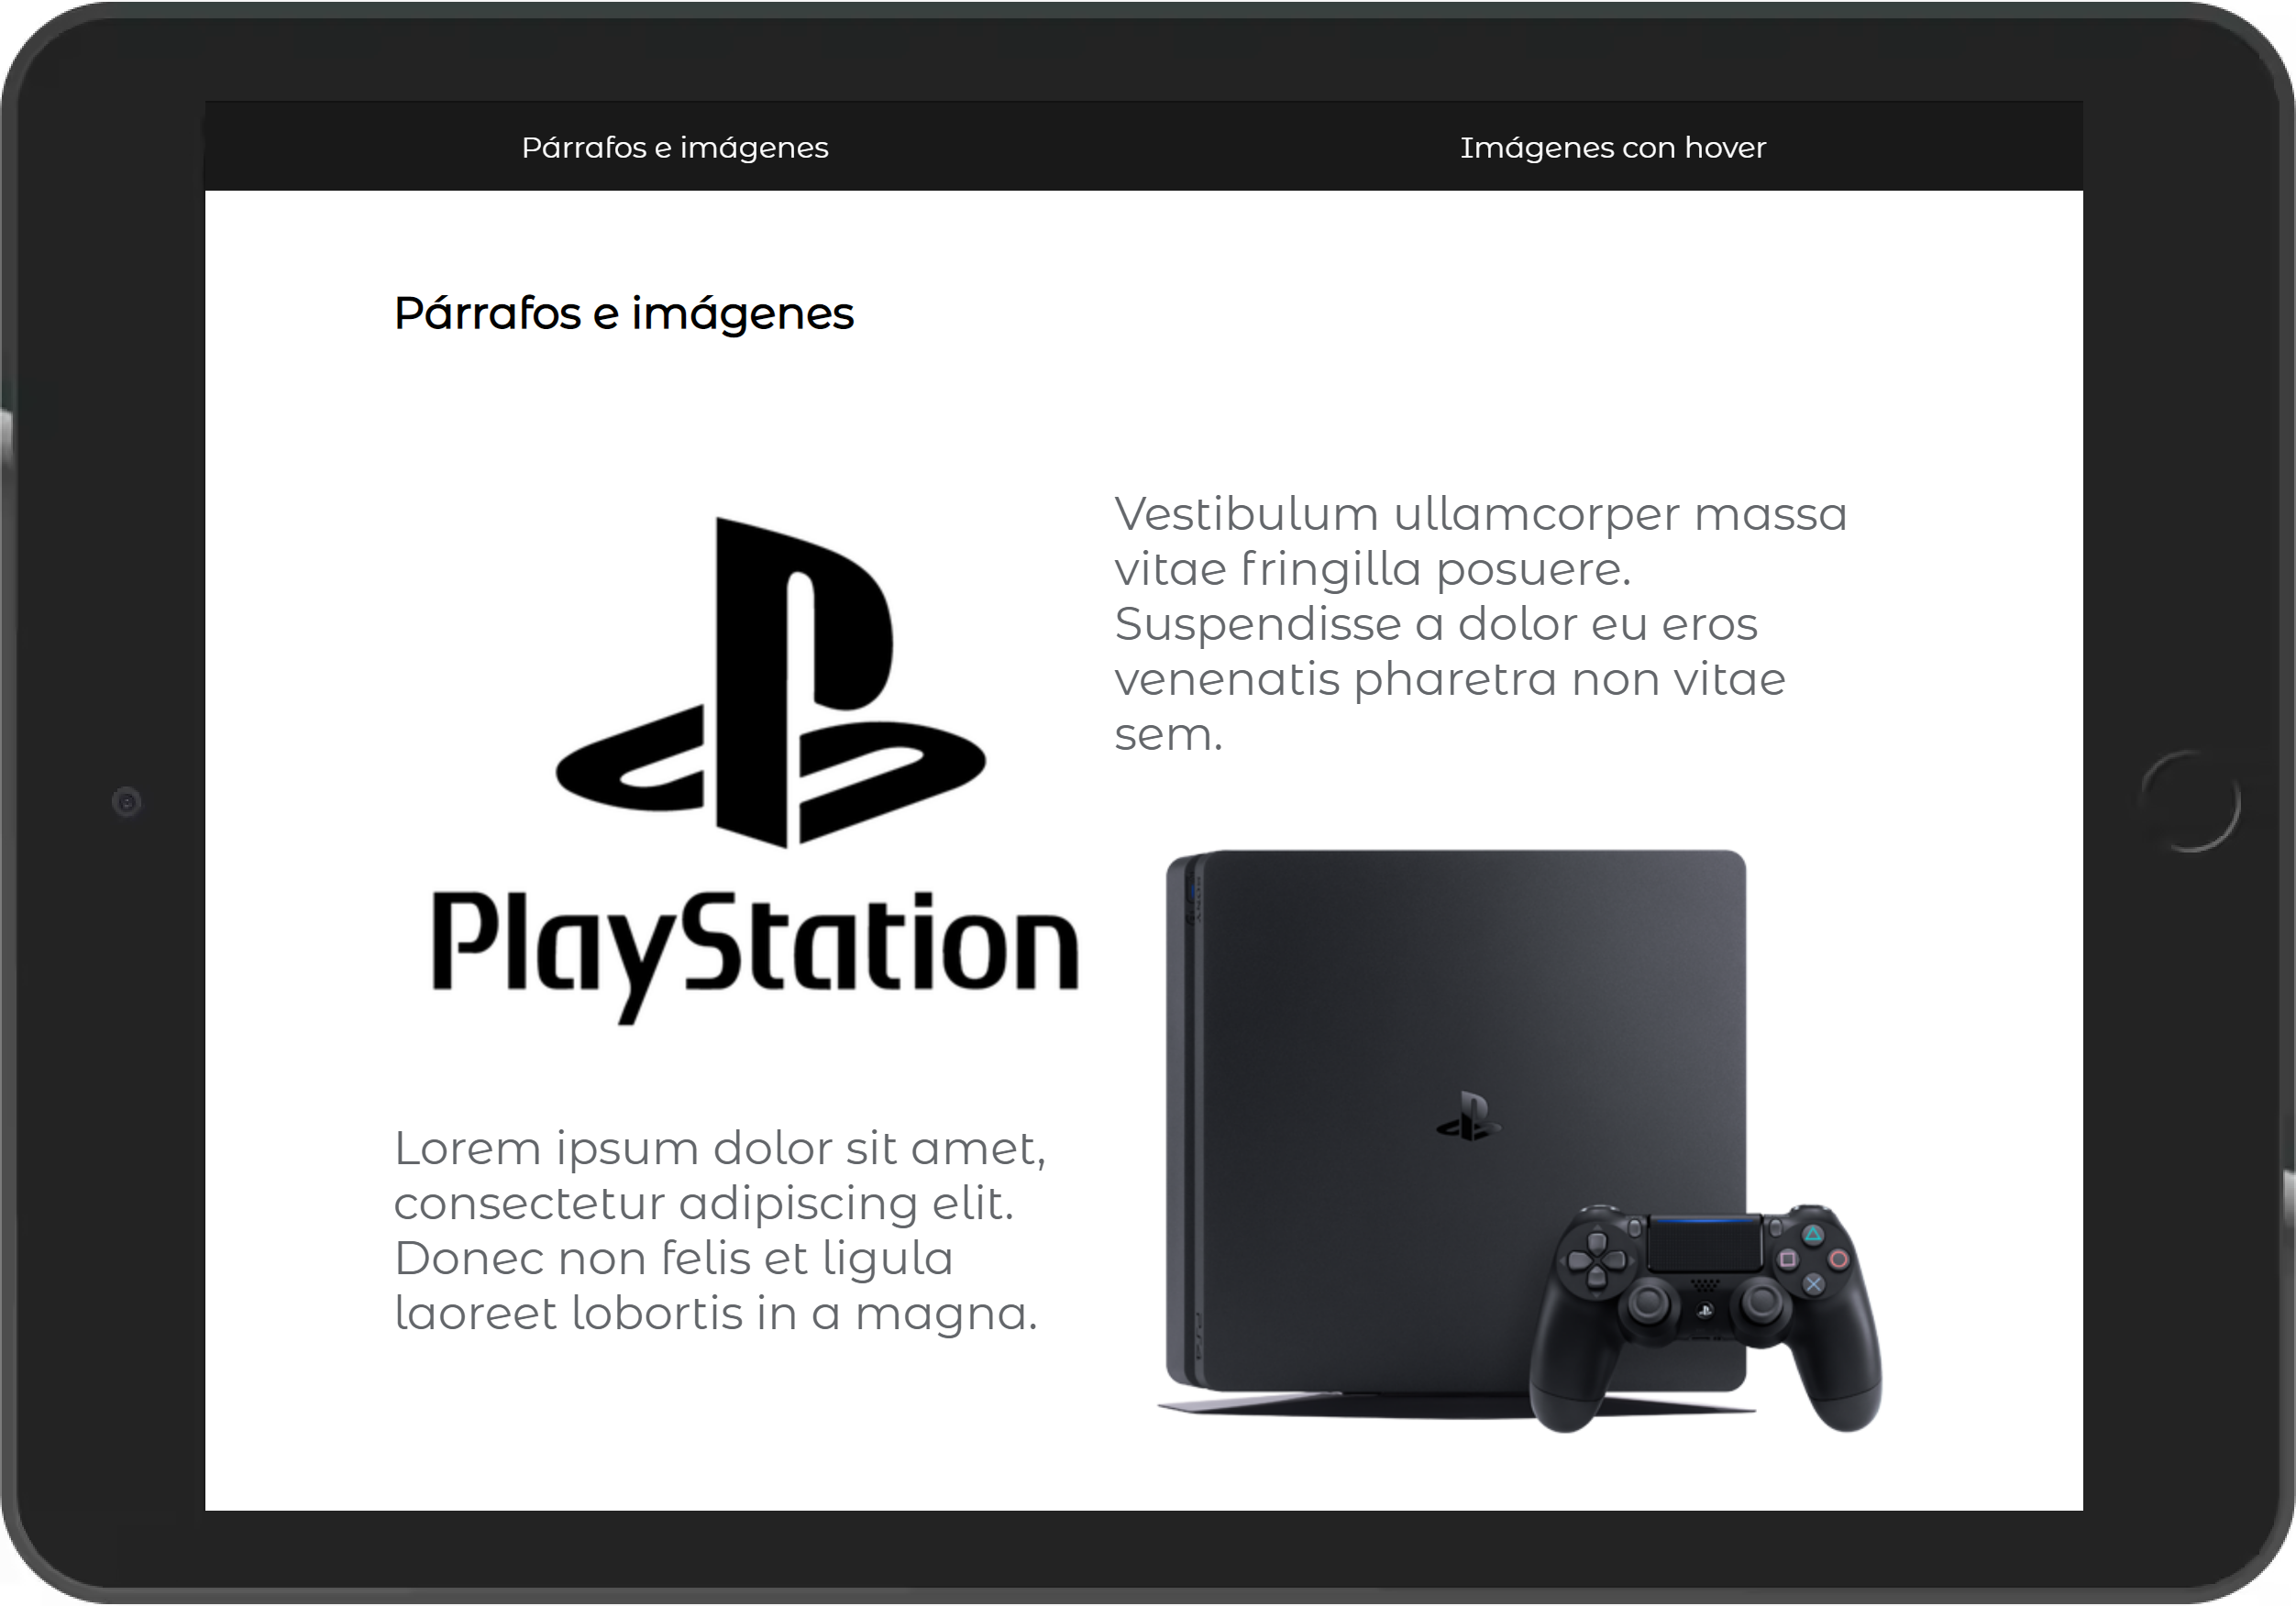 Párrafos e imágenes
Imágenes con hover
Párrafos e imágenes
PlayStation
Lorem ipsum dolor sit amet,
consectetur adipiscing elit.
Donec non felis et ligula
laoreet lobortis in a magna.
Vestibulum ullamcorper massa
vitae fringilla posuere.
Suspendisse a dolor eu eros
venenatis pharetra non vitae
sem.
SONY
PS4